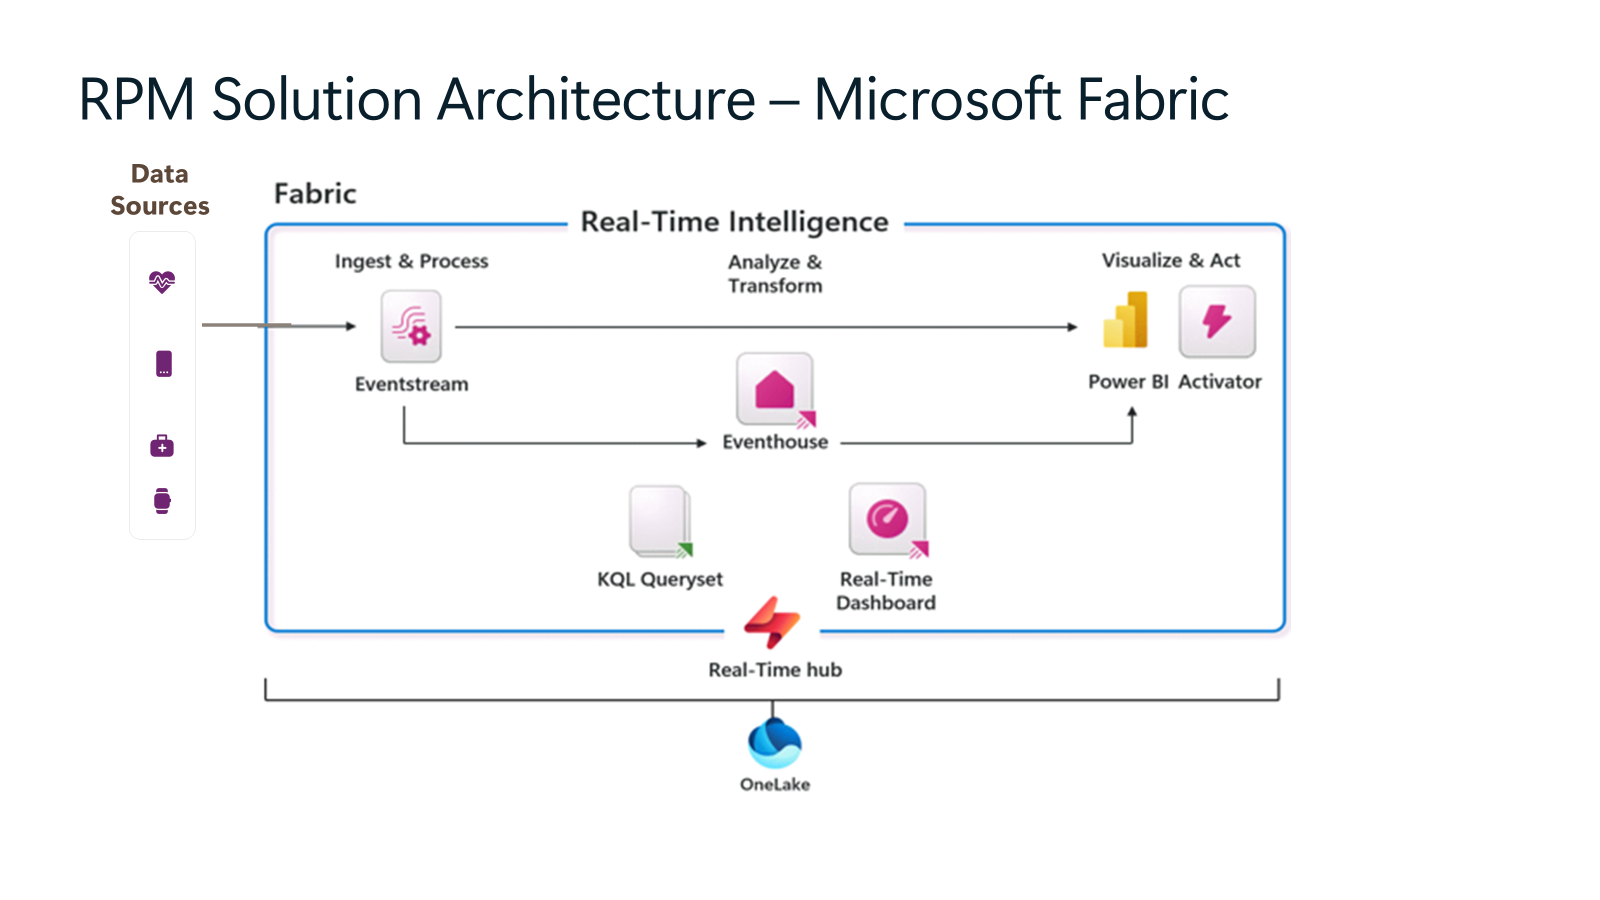 RPM Solution Architecture – Microsoft Fabric
Data
Sources
Fabric
Real-Time Intelligence
Ingest & Process
Analyze &
Transform
Visualize & Act
Eventstream
Power BI
Activator
Eventhouse
KQL Queryset
Real-Time
Dashboard
Real-Time hub
OneLake